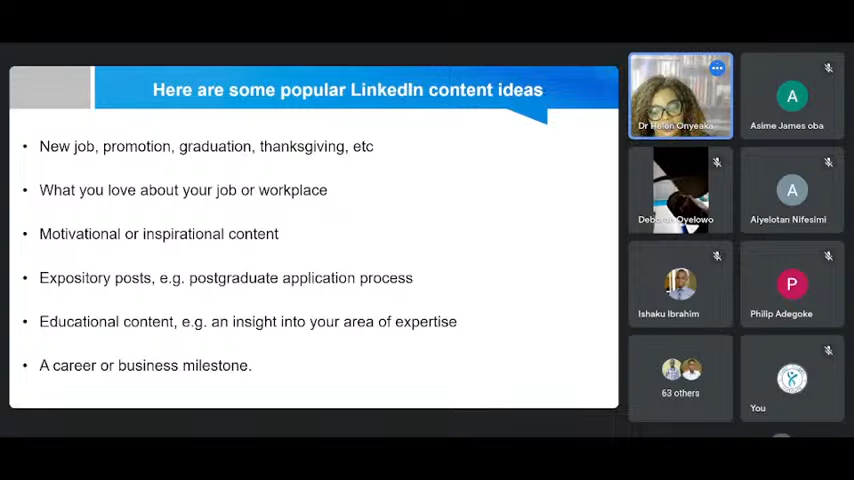 Here are some popular LinkedIn content ideas
• New job, promotion, graduation, thanksgiving, etc
• What you love about your job or workplace
• Motivational or inspirational content
• Expository posts, e.g. postgraduate application process
• Educational content, e.g. an insight into your area of expertise
• A career or business milestone.
Dr Helen Onyeaka
A
Asime James oba
Deborah Oyelowo
A
Aiyelotan Nifesimi
Ishaku Ibrahim
P
Philip Adegoke
63 others
You